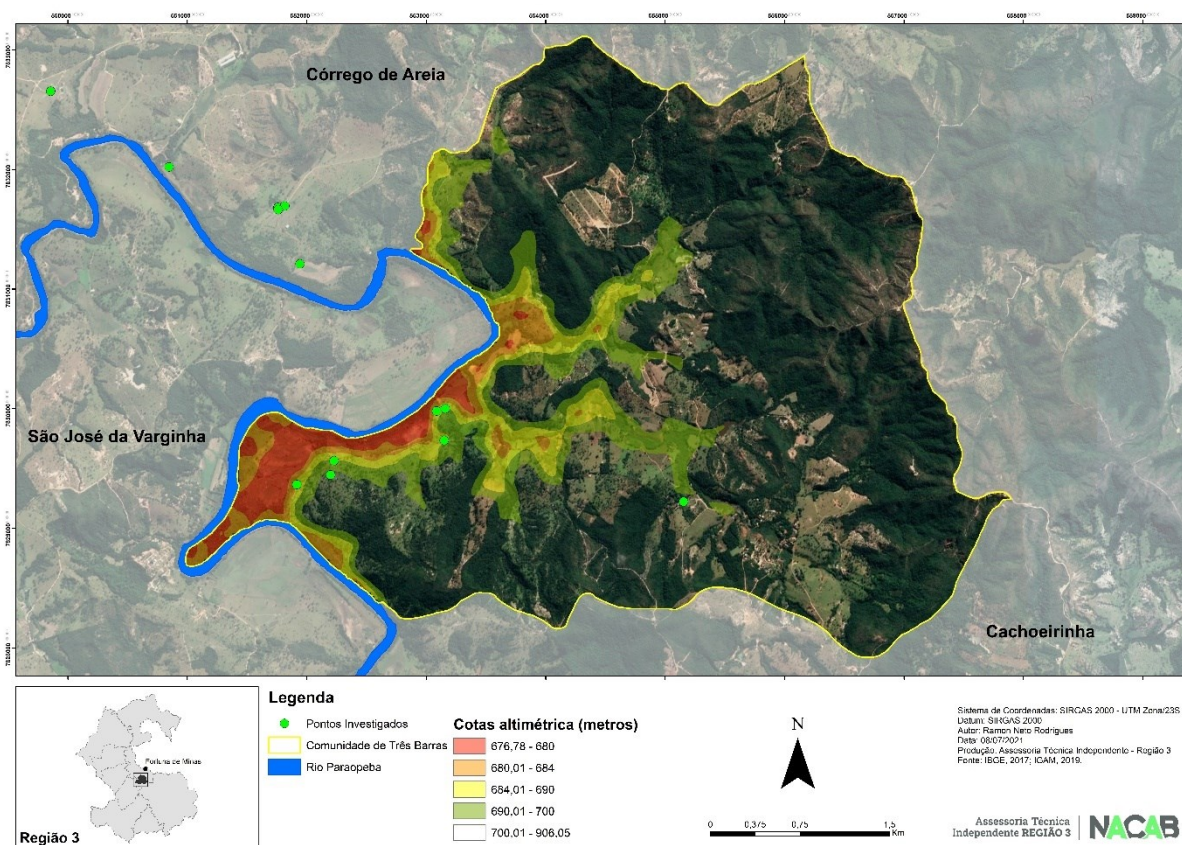 Córrego de Areia
São José da Varginha
Cachoeirinha
Fortuna de Minas
Região 3
Legenda
Pontos Investigados
Comunidade de Três Barras
Rio Paraopeba
Cotas altimétrica (metros)
676,78 - 680
680,01 - 684
684,01 - 690
690,01 - 700
700,01 - 906,05
N
0 0,375 0,75 1,5
Km
Sistema de Coordenadas: SIRGAS 2000 - UTM Zona/23S
Datum: SIRGAS 2000
Autor: Ramon Neto Rodrigues
Data: 08/07/2021
Produção: Assessoria Técnica Independente - Região 3
Fonte: IBGE, 2017; IGAM, 2019.
Assessoria Técnica
Independente REGIÃO 3
NACAB